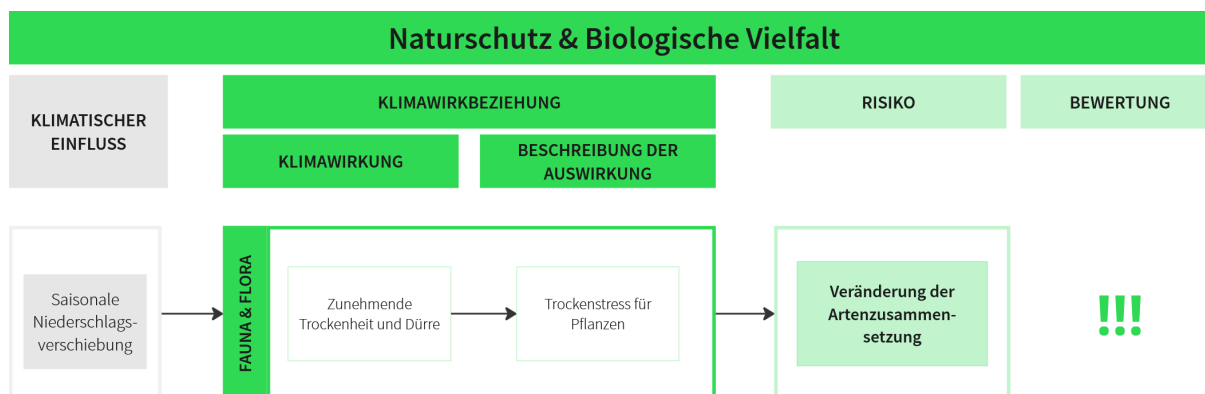 Naturschutz & Biologische Vielfalt
KLIMATISCHER
EINFLUSS
KLIMAWIRKBEZIEHUNG
RISIKO
BEWERTUNG
KLIMAWIRKUNG
BESCHREIBUNG DER
AUSWIRKUNG
Saisonale
Niederschlags-
verschiebung
FAUNA & FLORA
Zunehmende
Trockenheit und Dürre
Trockenstress für
Pflanzen
Veränderung der
Artenzusammen-
setzung
!!!